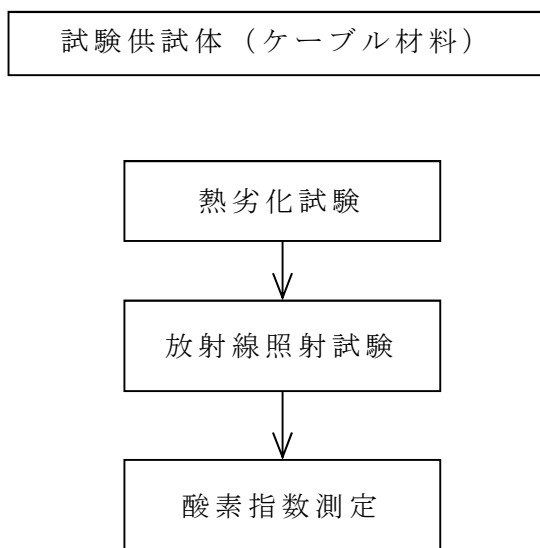 試験供試体（ケーブル材料）
熱劣化試験
放射線照射試験
酸素指数測定